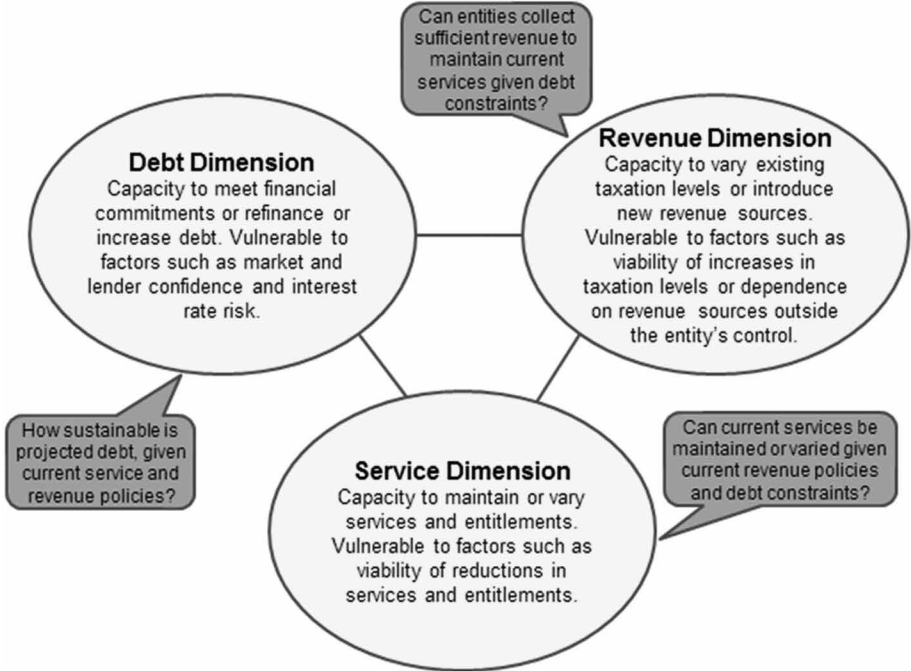 Can entities collect
sufficient revenue to
maintain current
services given debt
constraints?
Debt Dimension
Capacity to meet financial
commitments or refinance or
increase debt. Vulnerable to
factors such as market and
lender confidence and interest
rate risk.
Revenue Dimension
Capacity to vary existing
taxation levels or introduce
new revenue sources.
Vulnerable to factors such as
viability of increases in
taxation levels or dependence
on revenue sources outside
the entity's control.
How sustainable is
projected debt, given
current service and
revenue policies?
Service Dimension
Capacity to maintain or vary
services and entitlements.
Vulnerable to factors such as
viability of reductions in
services and entitlements.
Can current services be
maintained or varied given
current revenue policies
and debt constraints?